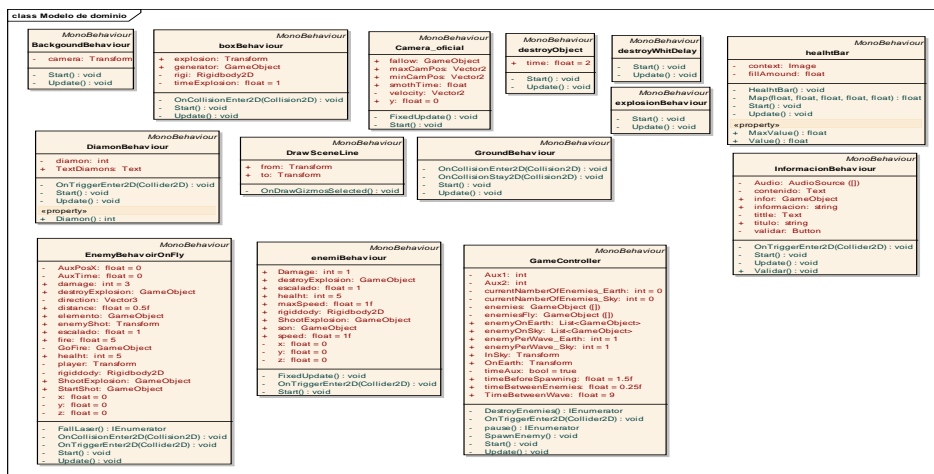 class Modelo de dominio
MonoBehaviour
BackgoundBehaviour
- camera: Transform
- Start() : void
- Update() : void
MonoBehaviour
boxBehaviour
+ explosion: Transform
+ generator: GameObject
- rigi: Rigidbody2D
- timeExplosion: float = 1
- OnCollisionEnter2D(Collision2D) : void
- Start() : void
- Update() : void
MonoBehaviour
Camera_oficial
+ fallow: GameObject
+ maxCamPos: Vector2
+ minCamPos: Vector2
+ smothTime: float
- velocity: Vector2
+ y: float = 0
- FixedUpdate() : void
- Start() : void
MonoBehaviour
destroyObject
+ time: float = 2
- Start() : void
- Update() : void
MonoBehaviour
destroyWhitDelay
- Start() : void
- Update() : void
MonoBehaviour
explosionBehaviour
- Start() : void
- Update() : void
MonoBehaviour
healhtBar
- context: Image
- fillAmound: float
- HealhtBar() : void
- Map(float, float, float, float, float) : float
- Start() : void
- Update() : void
«property»
+ MaxValue() : float
+ Value() : float
MonoBehaviour
DiamonBehaviour
- diamon: int
+ TextDiamons: Text
- OnTriggerEnter2D(Collider2D) : void
- Start() : void
- Update() : void
«property»
+ Diamon() : int
MonoBehaviour
DrawSceneLine
+ from: Transform
+ to: Transform
- OnDrawGizmosSelected() : void
MonoBehaviour
GroundBehaviour
- OnCollisionEnter2D(Collision2D) : void
- OnCollisionStay2D(Collision2D) : void
- Start() : void
- Update() : void
MonoBehaviour
InformacionBehaviour
- Audio: AudioSource ([])
- contenido: Text
+ infor: GameObject
+ informacion: string
- tittle: Text
+ titulo: string
- validar: Button
- OnTriggerEnter2D(Collider2D) : void
- Start() : void
- Update() : void
+ Validar() : void
MonoBehaviour
EnemyBehavoirOnFly
- AuxPosX: float = 0
- AuxTime: float = 0
+ damage: int = 3
+ destroyExplosion: GameObject
- direction: Vector3
+ distance: float = 0.5f
+ elemento: GameObject
+ enemyShot: Transform
+ escalado: float = 1
+ fire: float = 5
- GoFire: GameObject
+ healht: int = 5
- player: Transform
- rigiddody: Rigidbody2D
+ ShootExplosion: GameObject
+ StartShot: GameObject
- x: float = 0
- y: float = 0
- z: float = 0
- FallLaser() : IEnumerator
- OnCollisionEnter2D(Collision2D) : void
- OnTriggerEnter2D(Collider2D) : void
- Start() : void
- Update() : void
MonoBehaviour
enemiBehaviour
+ Damage: int = 1
+ destroyExplosion: GameObject
+ escalado: float = 1
+ healht: int = 5
+ maxSpeed: float = 1f
- rigiddody: Rigidbody2D
+ ShootExplosion: GameObject
+ son: GameObject
+ speed: float = 1f
- x: float = 0
- y: float = 0
- z: float = 0
- FixedUpdate() : void
- OnTriggerEnter2D(Collider2D) : void
- Start() : void
MonoBehaviour
GameController
- Aux1: int
- Aux2: int
- currentNamberOfEnemies_Earth: int = 0
- currentNamberOfEnemies_Sky: int = 0
- enemies: GameObject ([])
- enemiesFly: GameObject ([])
+ enemyOnEarth: List<GameObject>
+ enemyOnSky: List<GameObject>
+ enemyPerWave_Earth: int = 1
+ enemyPerWave_Sky: int = 1
+ InSky: Transform
+ OnEarth: Transform
- timeAux: bool = true
+ timeBeforeSpawning: float = 1.5f
+ timeBetweenEnemies: float = 0.25f
+ TimeBetweenWave: float = 9
- DestroyEnemies() : IEnumerator
- OnTriggerEnter2D(Collider2D) : void
- pause() : IEnumerator
- SpawnEnemy() : void
- Start() : void
- Update() : void